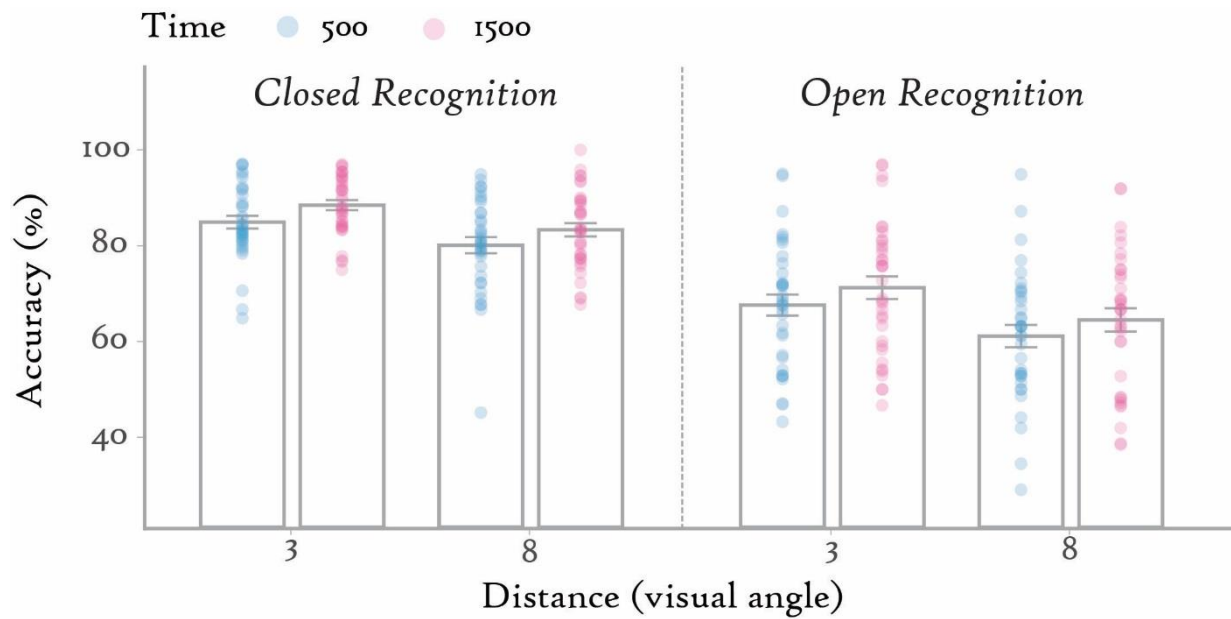 Time 500 1500
Closed Recognition Open Recognition
100
80
60
40
Accuracy (%)
3 8 3 8
Distance (visual angle)